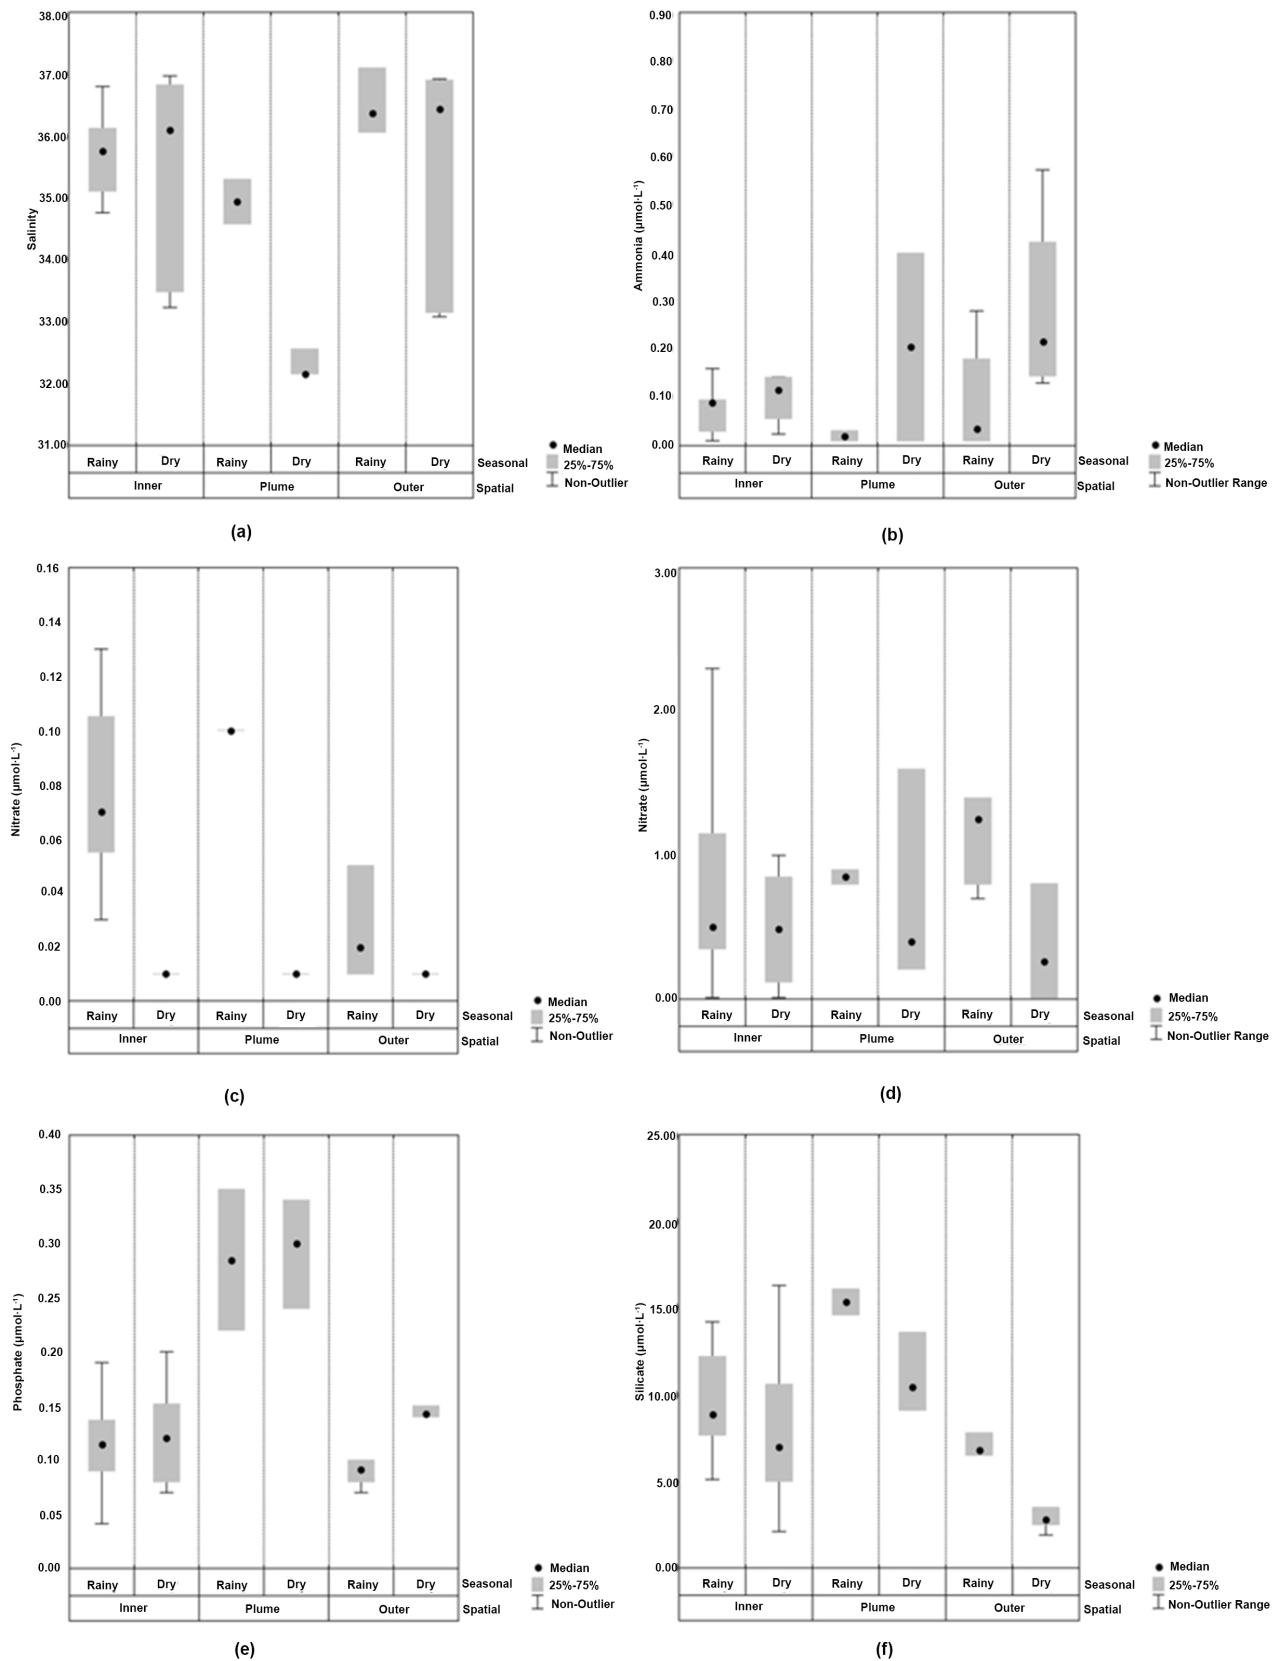 38.00
37.00
36.00
35.00
34.00
33.00
32.00
31.00
Salinity
Rainy Dry Rainy Dry Rainy Dry Seasonal
Inner Plume Outer Spatial
Median
25%-75%
Non-Outlier
(a)
0.90
0.80
0.70
0.60
0.50
0.40
0.30
0.20
0.10
0.00
Ammonia (µmol·L⁻¹)
Rainy Dry Rainy Dry Rainy Dry Seasonal
Inner Plume Outer Spatial
Median
25%-75%
Non-Outlier Range
(b)
0.16
0.14
0.12
0.10
0.08
0.06
0.04
0.02
0.00
Nitrate (µmol·L⁻¹)
Rainy Dry Rainy Dry Rainy Dry Seasonal
Inner Plume Outer Spatial
Median
25%-75%
Non-Outlier
(c)
3.00
2.00
1.00
0.00
Nitrate (µmol·L⁻¹)
Rainy Dry Rainy Dry Rainy Dry Seasonal
Inner Plume Outer Spatial
Median
25%-75%
Non-Outlier Range
(d)
0.40
0.35
0.30
0.25
0.20
0.15
0.10
0.05
0.00
Phosphate (µmol·L⁻¹)
Rainy Dry Rainy Dry Rainy Dry Seasonal
Inner Plume Outer Spatial
Median
25%-75%
Non-Outlier
(e)
25.00
20.00
15.00
10.00
5.00
0.00
Silicate (µmol·L⁻¹)
Rainy Dry Rainy Dry Rainy Dry Seasonal
Inner Plume Outer Spatial
Median
25%-75%
Non-Outlier Range
(f)